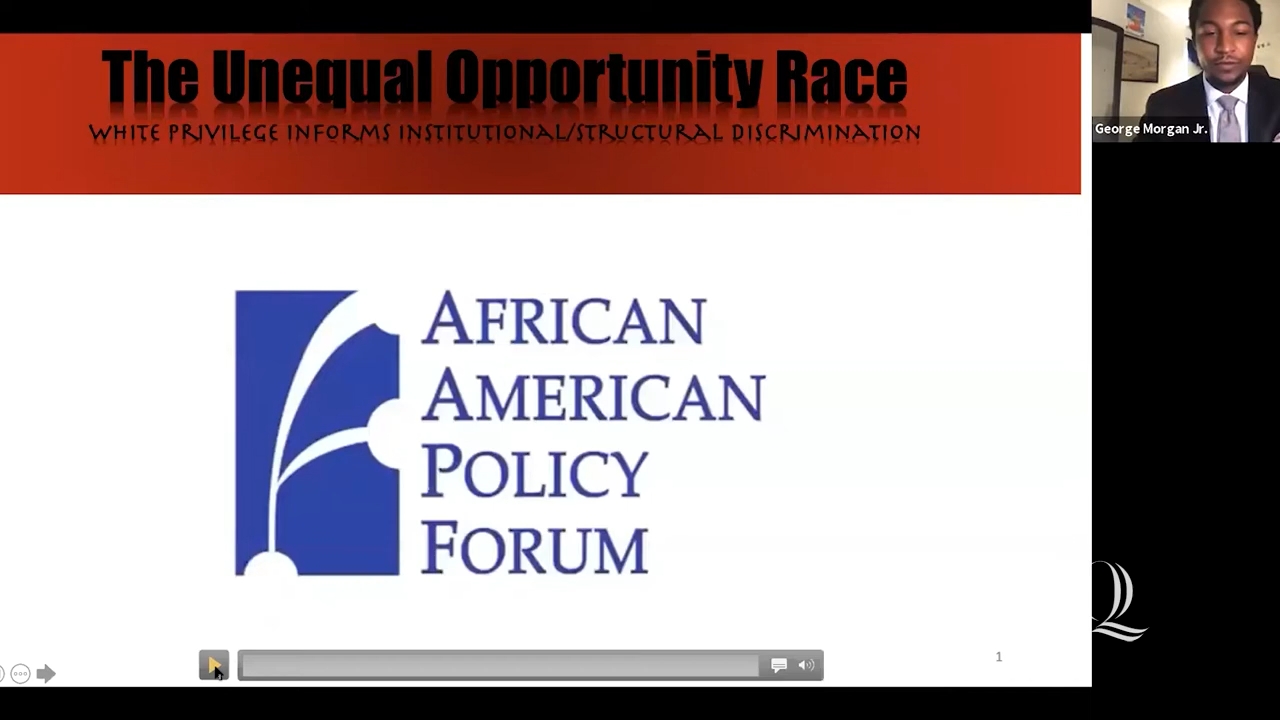 The Unequal Opportunity Race
WHITE PRIVILEGE INFORMS INSTITUTIONAL/STRUCTURAL DISCRIMINATION
George Morgan Jr.
AFRICAN
AMERICAN
POLICY
FORUM
Q
1